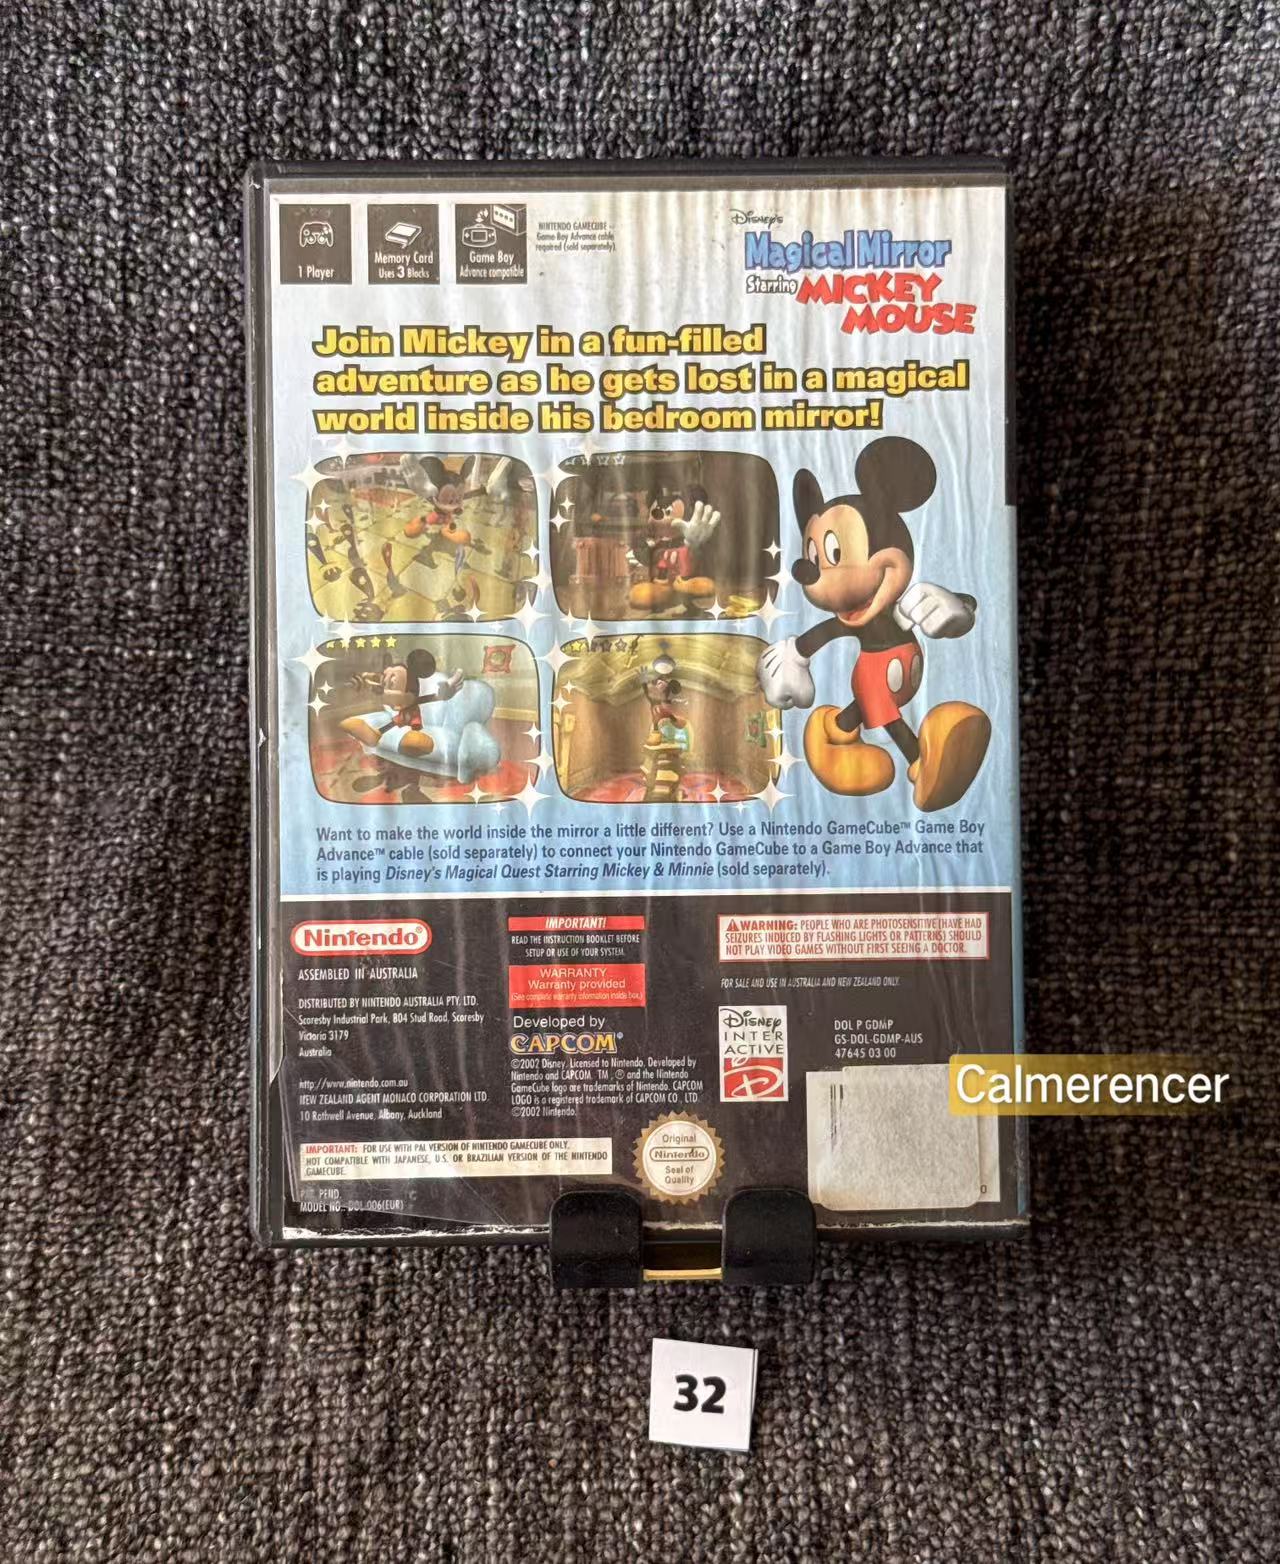 1 Player
Memory Card
Uses 3 Blocks
Game Boy
Advance compatible
NINTENDO GAMECUBE -
Game Boy Advance cable
required (sold separately)
Disney's
Magical Mirror
Starring MICKEY
MOUSE
Join Mickey in a fun-filled
adventure as he gets lost in a magical
world inside his bedroom mirror!
Want to make the world inside the mirror a little different? Use a Nintendo GameCube™ Game Boy
Advance™ cable (sold separately) to connect your Nintendo GameCube to a Game Boy Advance that
is playing Disney's Magical Quest Starring Mickey & Minnie (sold separately).
Nintendo®
ASSEMBLED IN AUSTRALIA
DISTRIBUTED BY NINTENDO AUSTRALIA PTY. LTD.
Scoresby Industrial Park, 804 Stud Road, Scoresby
Victoria 3179
Australia
http://www.nintendo.com.au
NEW ZEALAND AGENT MONACO CORPORATION LTD.
10 Rothwell Avenue, Albany, Auckland
IMPORTANT: FOR USE WITH PAL VERSION OF NINTENDO GAMECUBE ONLY.
NOT COMPATIBLE WITH JAPANESE, U.S. OR BRAZILIAN VERSION OF THE NINTENDO
GAMECUBE.
PAT. PEND.
MODEL NO.: DOL-006(EUR)
IMPORTANT!
READ THE INSTRUCTION BOOKLET BEFORE
SETUP OR USE OF YOUR SYSTEM.
WARRANTY
Warranty provided
(See complete warranty information inside box.)
Developed by
CAPCOM®
©2002 Disney. Licensed to Nintendo. Developed by
Nintendo and CAPCOM. TM, ® and the Nintendo
GameCube logo are trademarks of Nintendo. CAPCOM
LOGO is a registered trademark of CAPCOM CO., LTD.
©2002 Nintendo.
Original
Nintendo
Seal of
Quality
WARNING: PEOPLE WHO ARE PHOTOSENSITIVE (HAVE HAD
SEIZURES INDUCED BY FLASHING LIGHTS OR PATTERNS) SHOULD
NOT PLAY VIDEO GAMES WITHOUT FIRST SEEING A DOCTOR.
FOR SALE AND USE IN AUSTRALIA AND NEW ZEALAND ONLY.
Disney
INTER
ACTIVE
DOL P GDMP
GS-DOL-GDMP-AUS
47645 03 00
Calmerencer
0
32